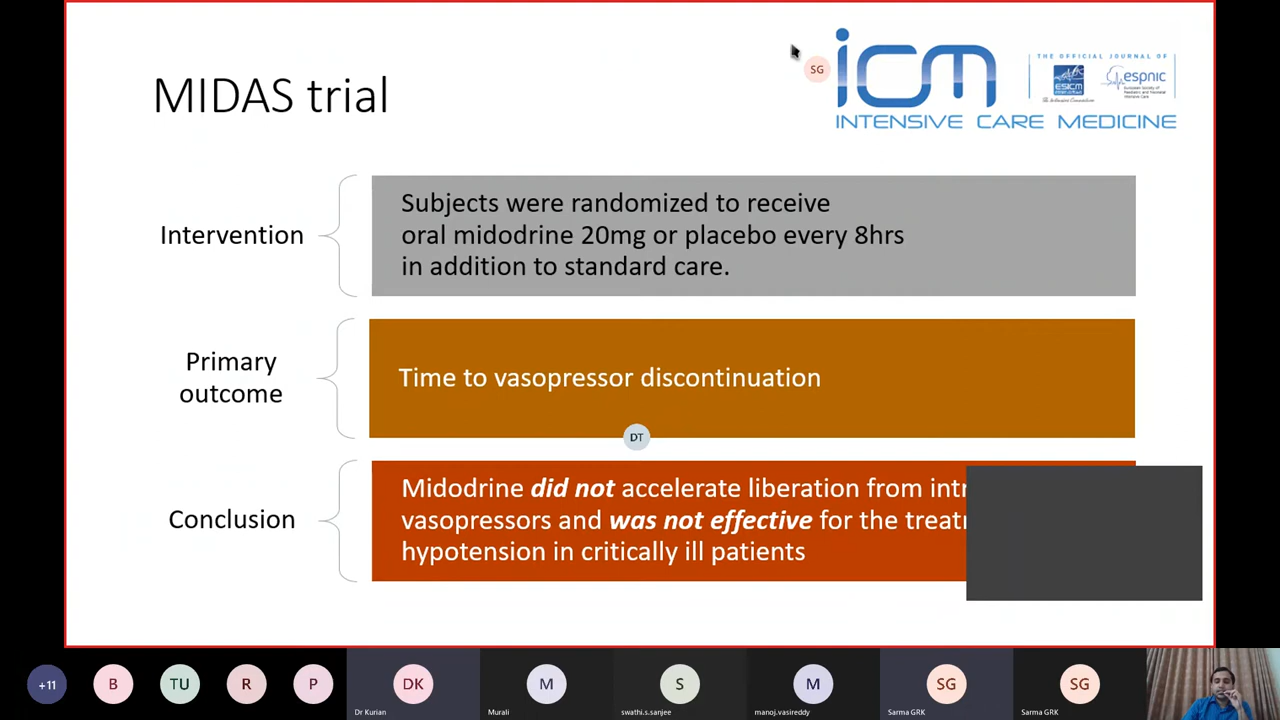 MIDAS trial
SG
icm
INTENSIVE CARE MEDICINE
THE OFFICIAL JOURNAL OF
ESICM
espnic
Intervention
Subjects were randomized to receive
oral midodrine 20mg or placebo every 8hrs
in addition to standard care.
Primary
outcome
Time to vasopressor discontinuation
DT
Conclusion
Midodrine did not accelerate liberation from
vasopressors and was not effective for the
hypotension in critically ill patients
+11
B
TU
R
P
DK
Dr Kurian
M
Murali
S
swathi.s.sanjee
M
manoj.vasireddy
SG
Sarma GRK
SG
Sarma GRK